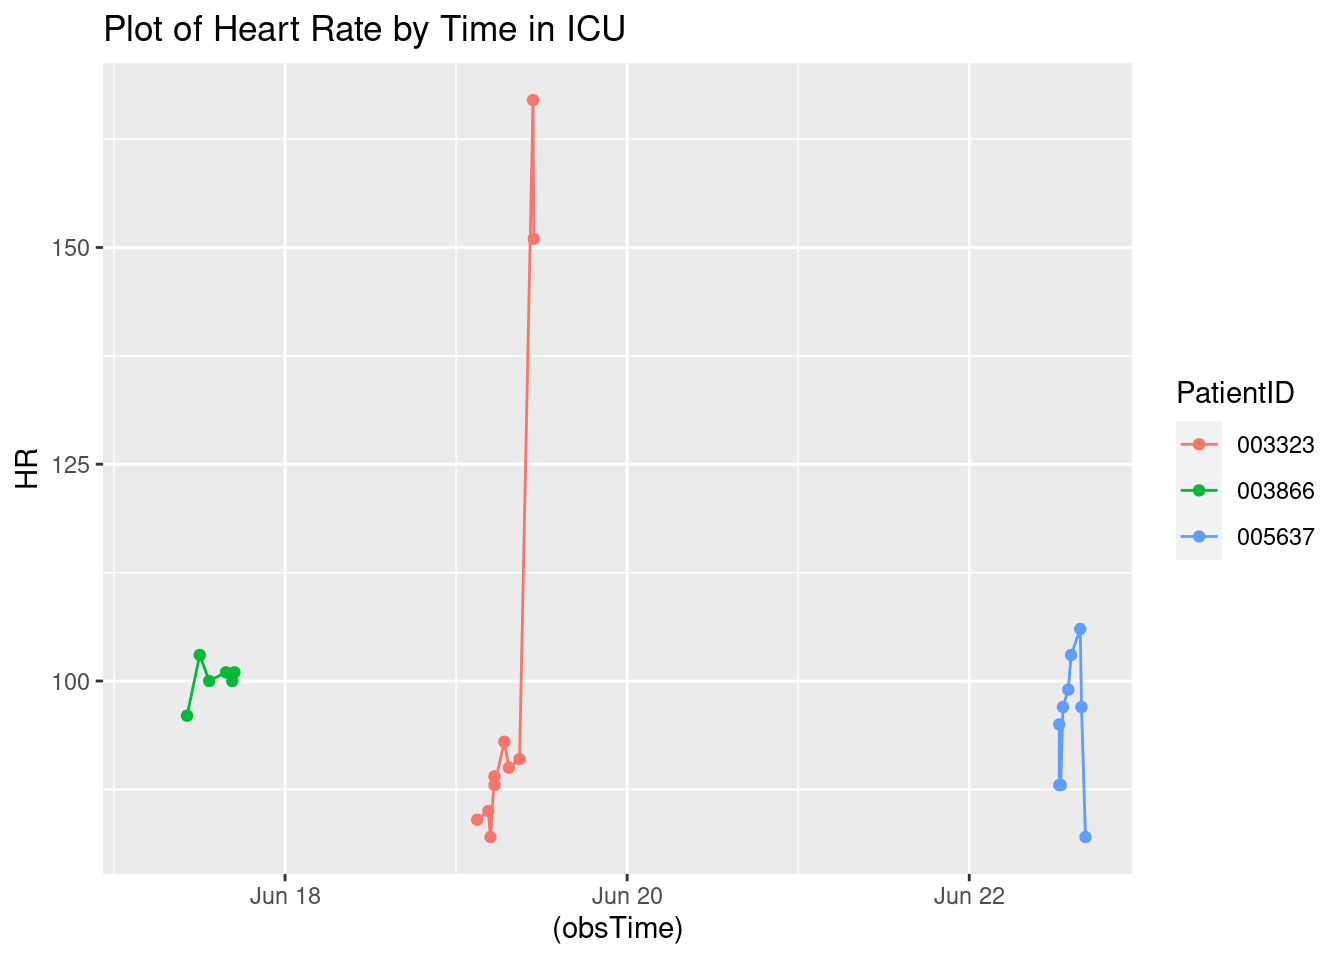 Plot of Heart Rate by Time in ICU
HR
150
125
100
Jun 18 Jun 20 Jun 22
(obsTime)
PatientID
003323
003866
005637